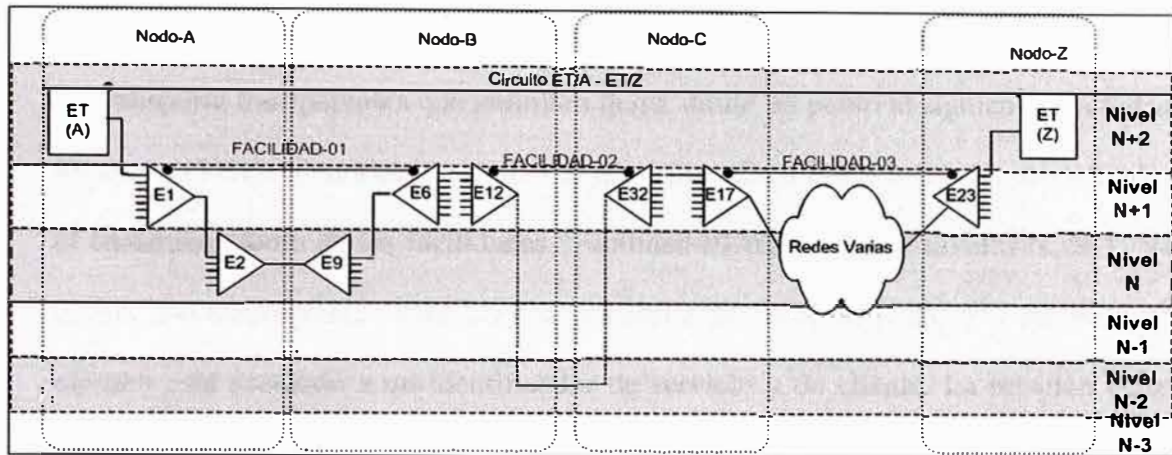 Nodo-A
Nodo-B
Nodo-C
Nodo-Z
Circuito ET/A - ET/Z
ET
(A)
ET
(Z)
Nivel
N+2
FACILIDAD-01
FACILIDAD-02
FACILIDAD-03
E1
E6
E12
E32
E17
E23
Nivel
N+1
E2
E9
Redes Varias
Nivel
N
Nivel
N-1
Nivel
N-2
Nivel
N-3